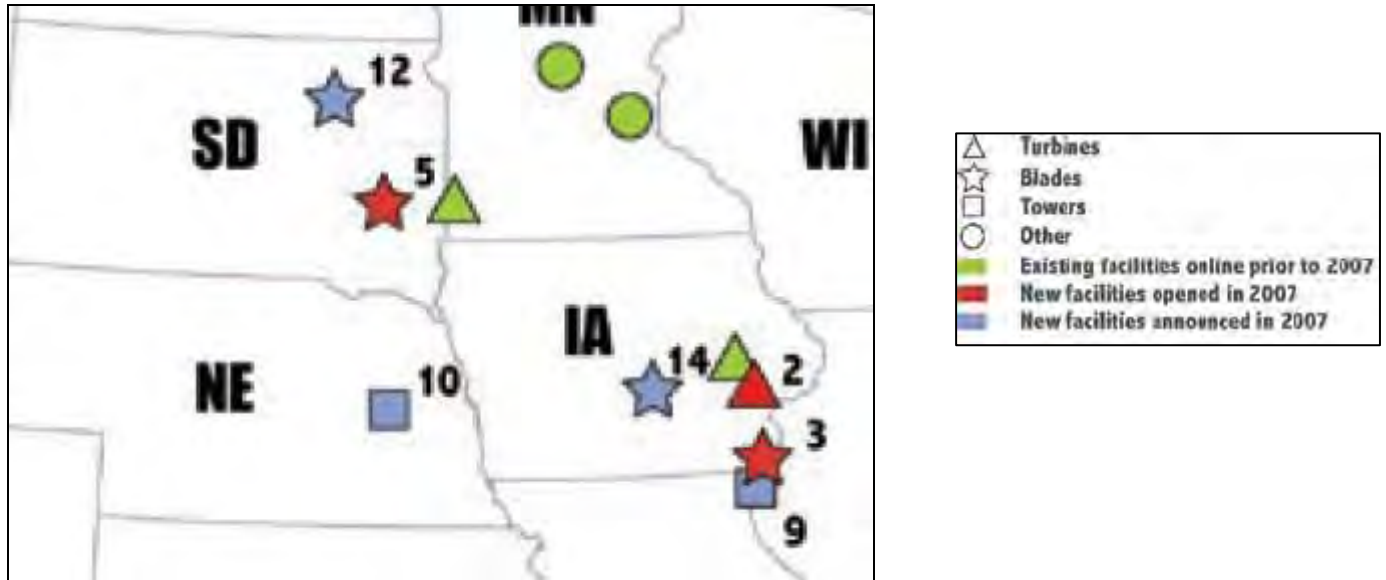 MN
12
SD
WI
5
IA
14
2
NE
10
3
9
Turbines
Blades
Towers
Other
Existing facilities online prior to 2007
New facilities opened in 2007
New facilities announced in 2007